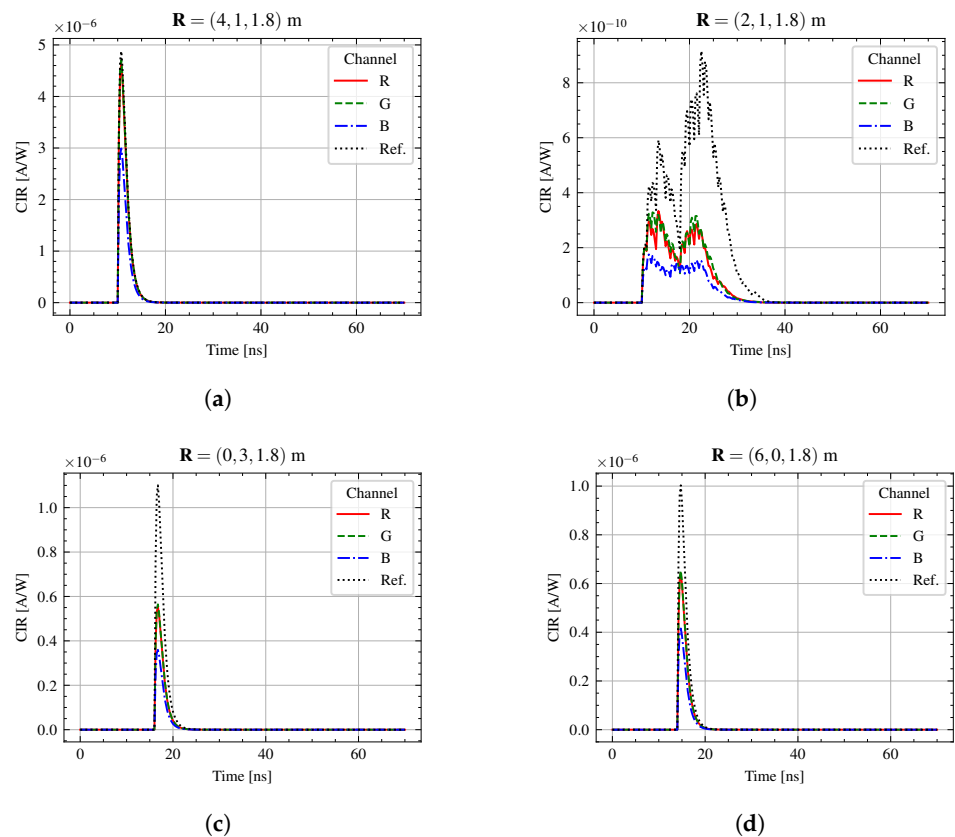 R = (4, 1, 1.8) m
×10⁻⁶
CIR [A/W]
5
4
3
2
1
0
0 20 40 60
Time [ns]
Channel
R
G
B
Ref.
(a)
R = (2, 1, 1.8) m
×10⁻¹⁰
CIR [A/W]
8
6
4
2
0
0 20 40 60
Time [ns]
Channel
R
G
B
Ref.
(b)
R = (0, 3, 1.8) m
×10⁻⁶
CIR [A/W]
1.0
0.8
0.6
0.4
0.2
0.0
0 20 40 60
Time [ns]
Channel
R
G
B
Ref.
(c)
R = (6, 0, 1.8) m
×10⁻⁶
CIR [A/W]
1.0
0.8
0.6
0.4
0.2
0.0
0 20 40 60
Time [ns]
Channel
R
G
B
Ref.
(d)